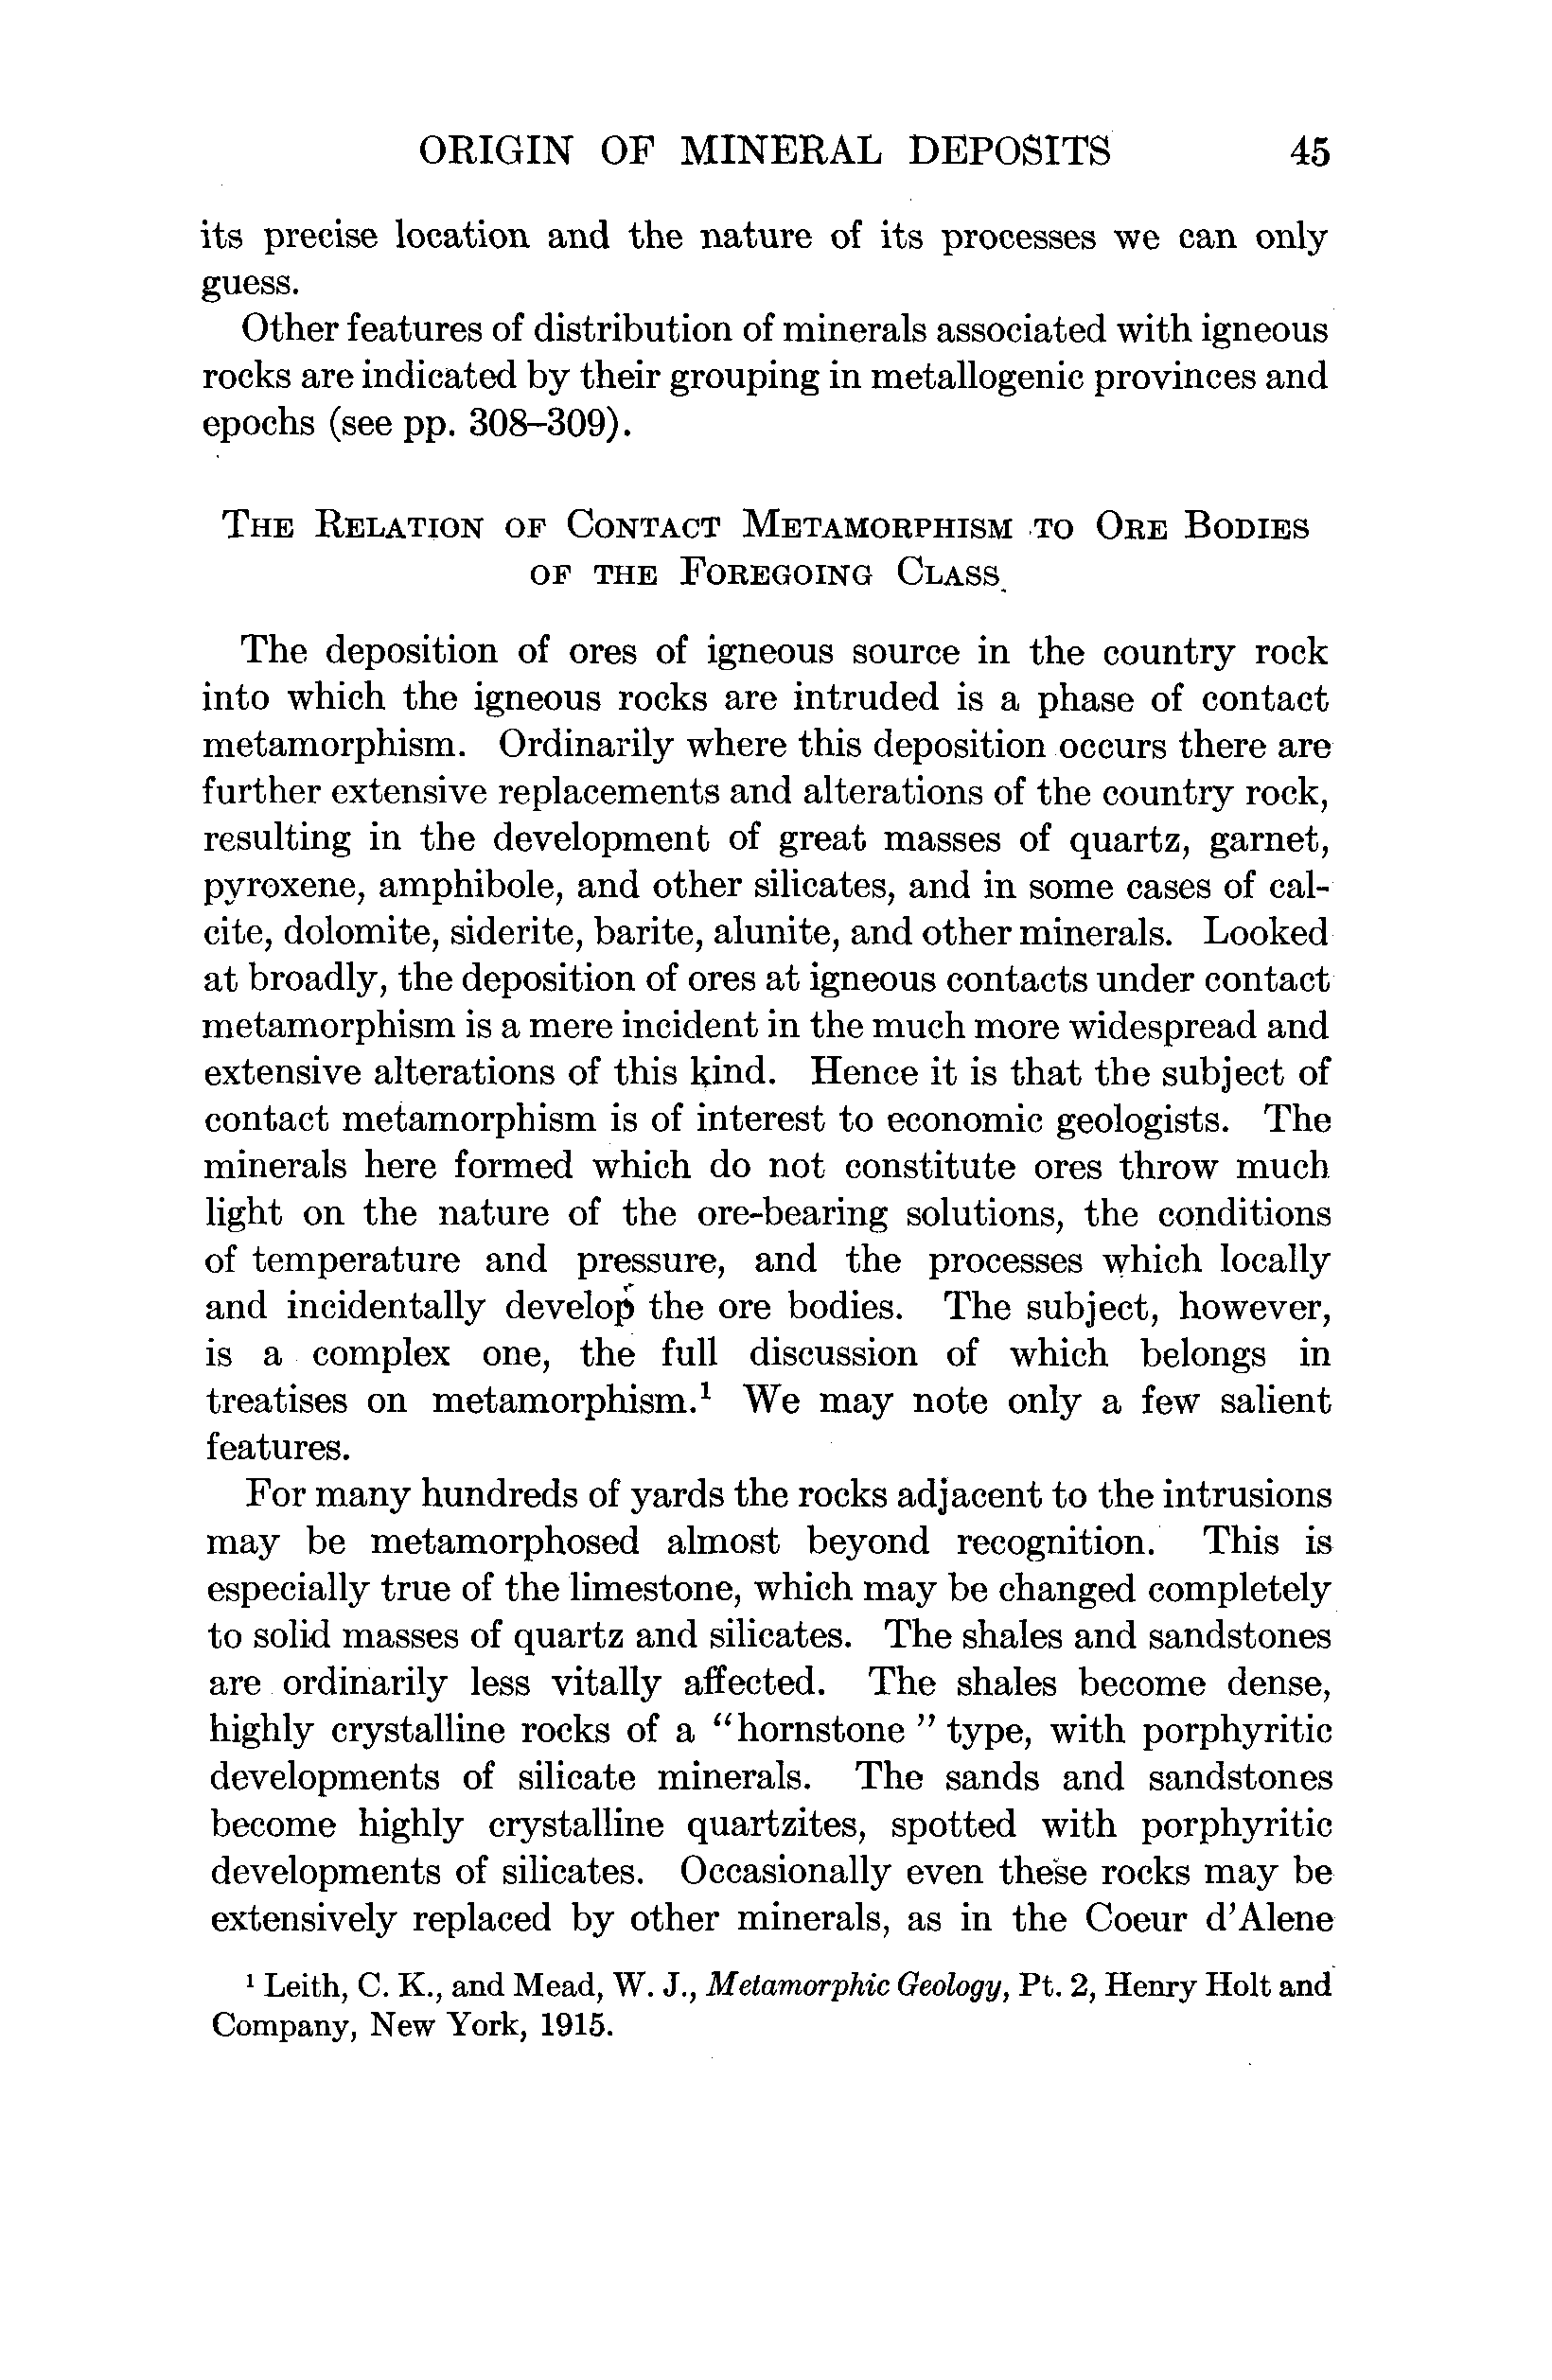 ORIGIN OF MINERAL DEPOSITS 45
its precise location and the nature of its processes we can only
guess.
Other features of distribution of minerals associated with igneous
rocks are indicated by their grouping in metallogenic provinces and
epochs (see pp. 308–309).
The Relation of Contact Metamorphism to Ore Bodies
of the Foregoing Class
The deposition of ores of igneous source in the country rock
into which the igneous rocks are intruded is a phase of contact
metamorphism. Ordinarily where this deposition occurs there are
further extensive replacements and alterations of the country rock,
resulting in the development of great masses of quartz, garnet,
pyroxene, amphibole, and other silicates, and in some cases of cal-
cite, dolomite, siderite, barite, alunite, and other minerals. Looked
at broadly, the deposition of ores at igneous contacts under contact
metamorphism is a mere incident in the much more widespread and
extensive alterations of this kind. Hence it is that the subject of
contact metamorphism is of interest to economic geologists. The
minerals here formed which do not constitute ores throw much
light on the nature of the ore-bearing solutions, the conditions
of temperature and pressure, and the processes which locally
and incidentally develop the ore bodies. The subject, however,
is a complex one, the full discussion of which belongs in
treatises on metamorphism.¹ We may note only a few salient
features.
For many hundreds of yards the rocks adjacent to the intrusions
may be metamorphosed almost beyond recognition. This is
especially true of the limestone, which may be changed completely
to solid masses of quartz and silicates. The shales and sandstones
are ordinarily less vitally affected. The shales become dense,
highly crystalline rocks of a “hornstone” type, with porphyritic
developments of silicate minerals. The sands and sandstones
become highly crystalline quartzites, spotted with porphyritic
developments of silicates. Occasionally even these rocks may be
extensively replaced by other minerals, as in the Coeur d’Alene
¹ Leith, C. K., and Mead, W. J., Metamorphic Geology, Pt. 2, Henry Holt and
Company, New York, 1915.